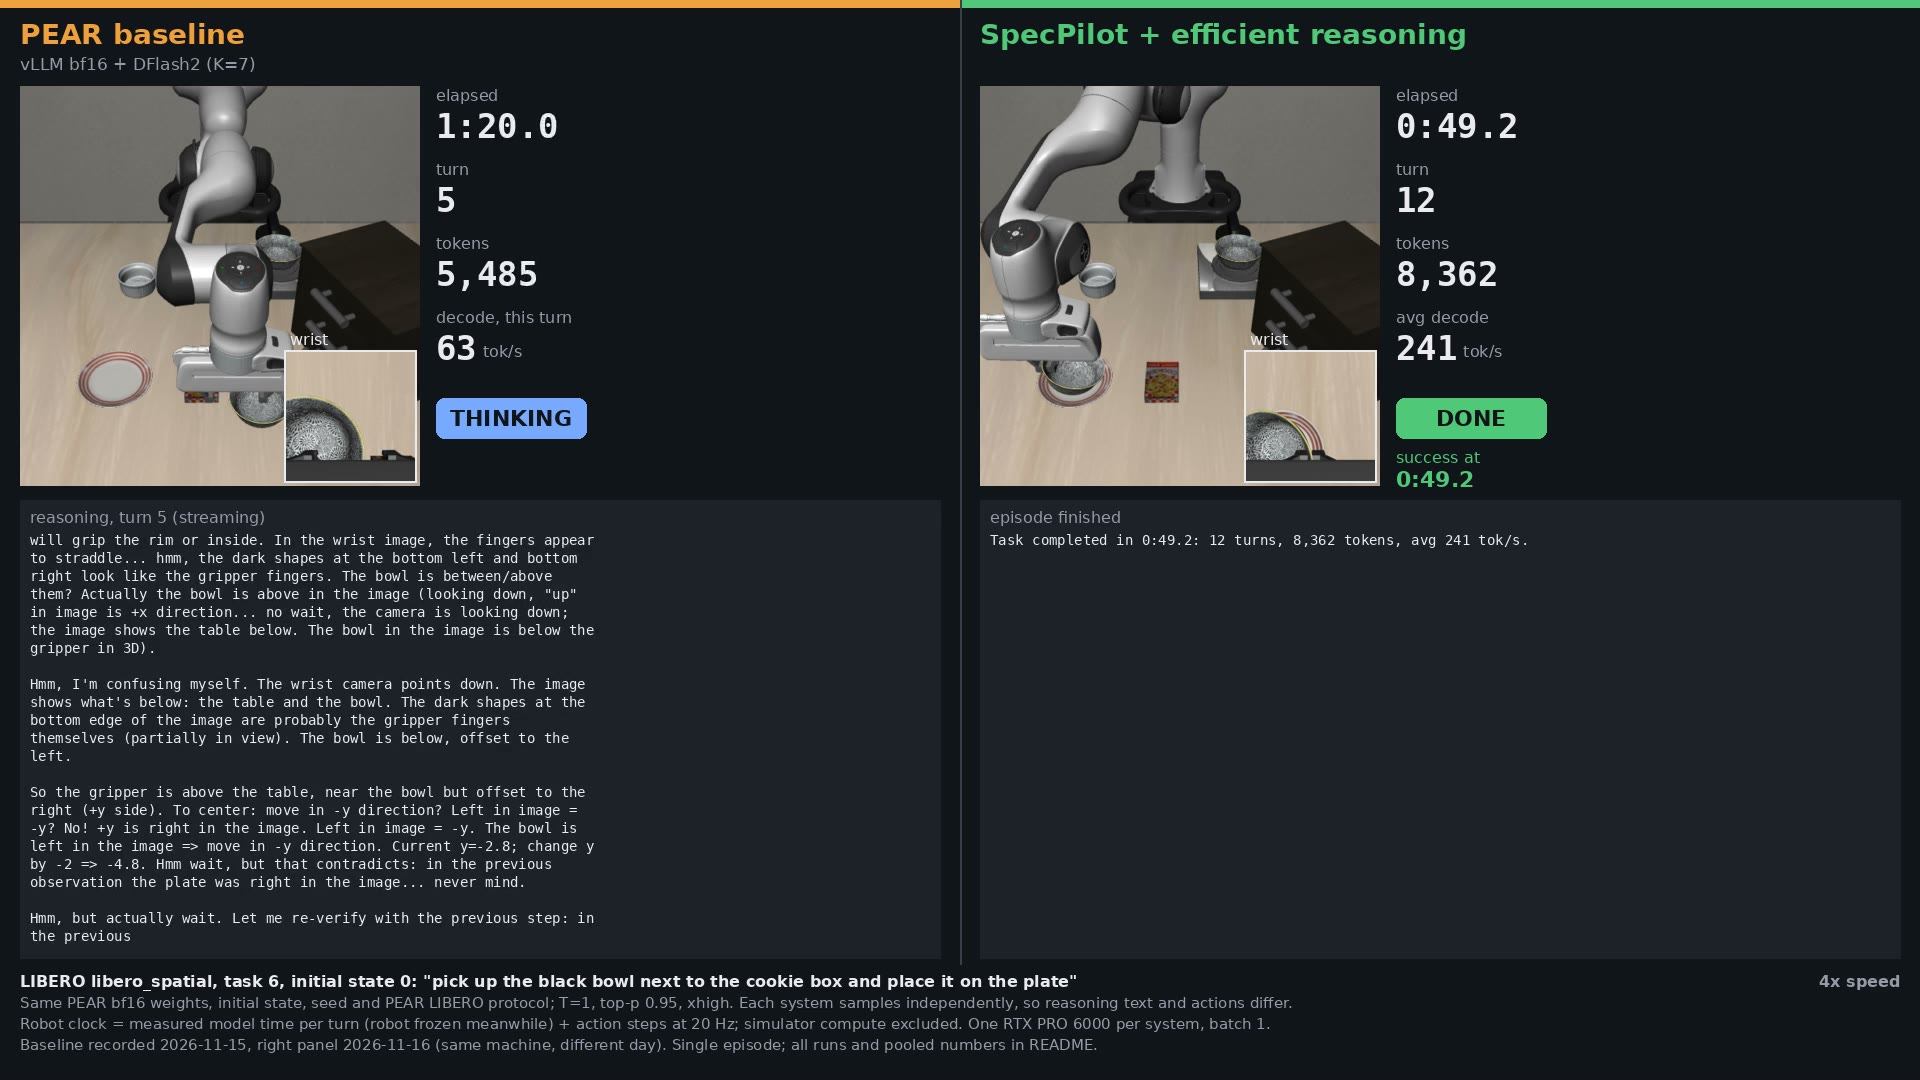 PEAR baseline
vLLM bf16 + DFlash2 (K=7)
elapsed
1:20.0
turn
5
tokens
5,485
decode, this turn
63 tok/s
THINKING
wrist
reasoning, turn 5 (streaming)
will grip the rim or inside. In the wrist image, the fingers appear
to straddle... hmm, the dark shapes at the bottom left and bottom
right look like the gripper fingers. The bowl is between/above
them? Actually the bowl is above in the image (looking down, "up"
in image is +x direction... no wait, the camera is looking down;
the image shows the table below. The bowl in the image is below the
gripper in 3D).
Hmm, I'm confusing myself. The wrist camera points down. The image
shows what's below: the table and the bowl. The dark shapes at the
bottom edge of the image are probably the gripper fingers
themselves (partially in view). The bowl is below, offset to the
left.
So the gripper is above the table, near the bowl but offset to the
right (+y side). To center: move in -y direction? Left in image =
-y? No! +y is right in the image. Left in image = -y. The bowl is
left in the image => move in -y direction. Current y=-2.8; change y
by -2 => -4.8. Hmm wait, but that contradicts: in the previous
observation the plate was right in the image... never mind.
Hmm, but actually wait. Let me re-verify with the previous step: in
the previous
SpecPilot + efficient reasoning
elapsed
0:49.2
turn
12
tokens
8,362
avg decode
241 tok/s
DONE
success at
0:49.2
wrist
episode finished
Task completed in 0:49.2: 12 turns, 8,362 tokens, avg 241 tok/s.
LIBERO libero_spatial, task 6, initial state 0: "pick up the black bowl next to the cookie box and place it on the plate"
4x speed
Same PEAR bf16 weights, initial state, seed and PEAR LIBERO protocol; T=1, top-p 0.95, xhigh. Each system samples independently, so reasoning text and actions differ.
Robot clock = measured model time per turn (robot frozen meanwhile) + action steps at 20 Hz; simulator compute excluded. One RTX PRO 6000 per system, batch 1.
Baseline recorded 2026-11-15, right panel 2026-11-16 (same machine, different day). Single episode; all runs and pooled numbers in README.